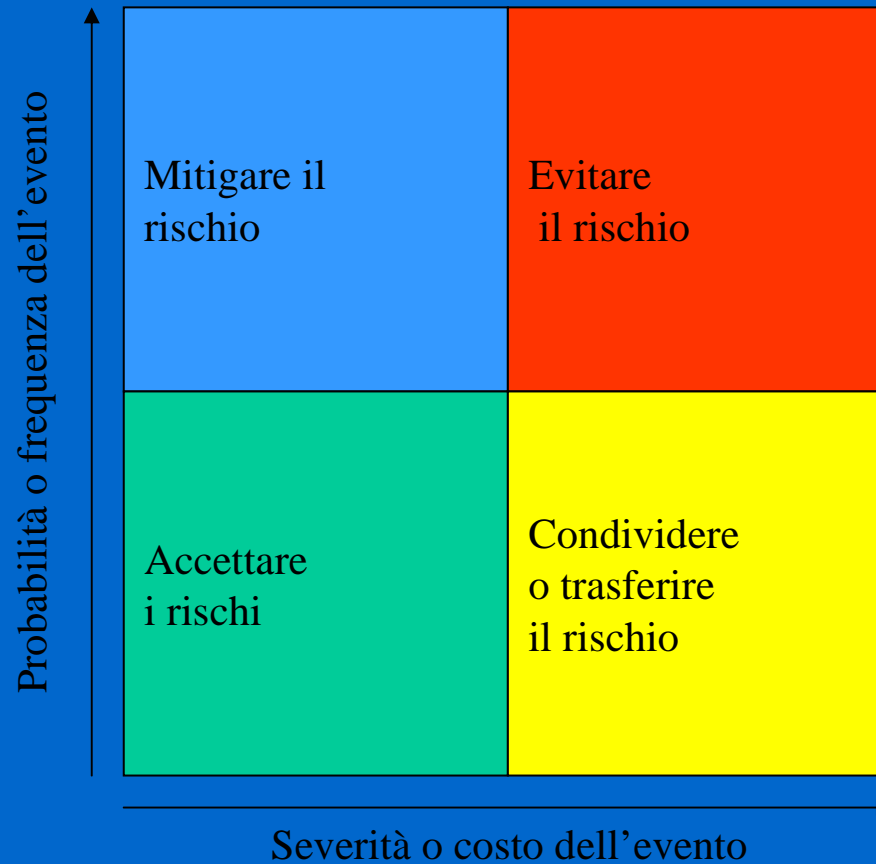 Probabilità o frequenza dell’evento
Mitigare il
rischio
Evitare
il rischio
Accettare
i rischi
Condividere
o trasferire
il rischio
Severità o costo dell’evento